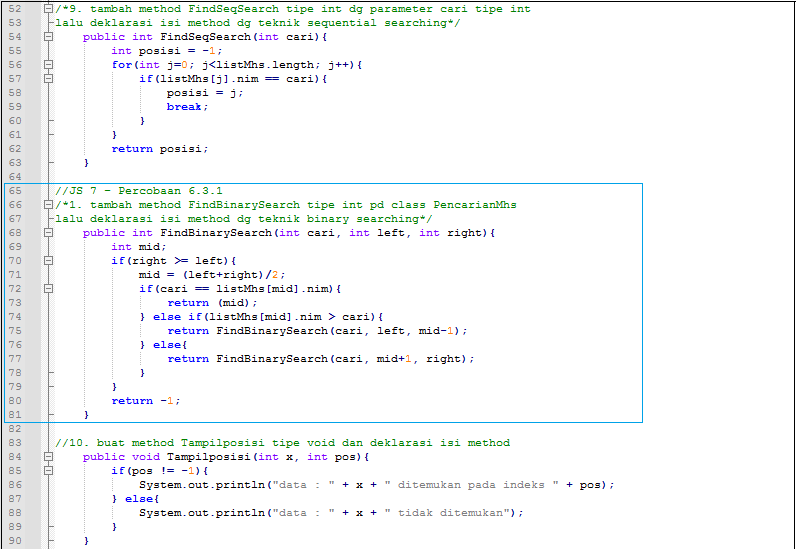 52 /*9. tambah method FindSeqSearch tipe int dg parameter cari tipe int
53 lalu deklarasi isi method dg teknik sequential searching*/
54     public int FindSeqSearch(int cari){
55         int posisi = -1;
56         for(int j=0; j<listMhs.length; j++){
57             if(listMhs[j].nim == cari){
58                 posisi = j;
59                 break;
60             }
61         }
62         return posisi;
63     }
64
65 //JS 7 - Percobaan 6.3.1
66 /*1. tambah method FindBinarySearch tipe int pd class PencarianMhs
67 lalu deklarasi isi method dg teknik binary searching*/
68     public int FindBinarySearch(int cari, int left, int right){
69         int mid;
70         if(right >= left){
71             mid = (left+right)/2;
72             if(cari == listMhs[mid].nim){
73                 return (mid);
74             } else if(listMhs[mid].nim > cari){
75                 return FindBinarySearch(cari, left, mid-1);
76             } else{
77                 return FindBinarySearch(cari, mid+1, right);
78             }
79         }
80         return -1;
81     }
82
83 //10. buat method Tampilposisi tipe void dan deklarasi isi method
84     public void Tampilposisi(int x, int pos){
85         if(pos != -1){
86             System.out.println("data : " + x + " ditemukan pada indeks " + pos);
87         } else{
88             System.out.println("data : " + x + " tidak ditemukan");
89         }
90     }